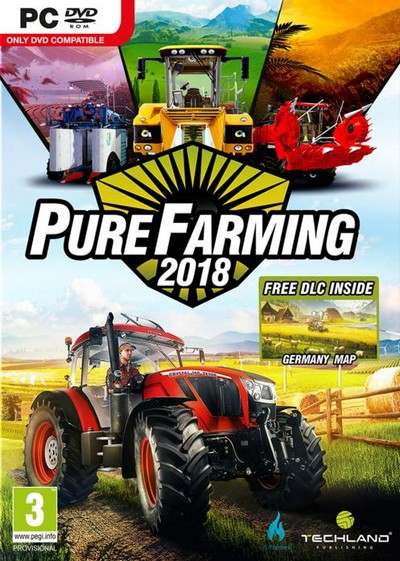 PC DVD
ROM
ONLY DVD COMPATIBLE
PURE FARMING
2018
FREE DLC INSIDE
GERMANY MAP
3
www.pegi.info
PROVISIONAL
TECHLAND
PUBLISHING